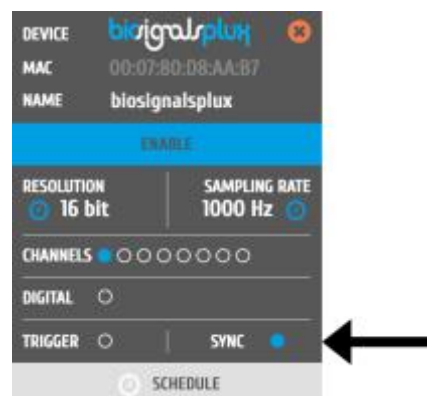 DEVICE biosignalsplux
MAC 00:07:80:D8:AA:B7
NAME biosignalsplux
ENABLE
RESOLUTION SAMPLING RATE
16 bit 1000 Hz
CHANNELS
DIGITAL
TRIGGER SYNC
SCHEDULE